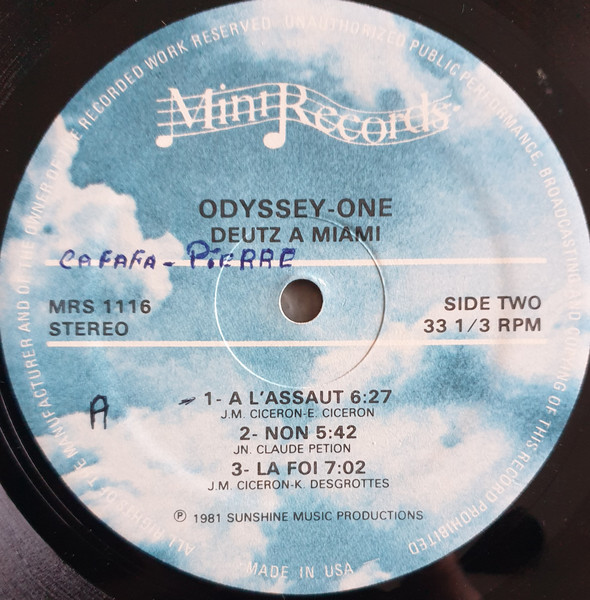 ALL RIGHTS OF THE MANUFACTURER AND OF THE OWNER OF THE RECORDED WORK RESERVED. UNAUTHORIZED PUBLIC PERFORMANCE, BROADCASTING AND COPYING OF THIS RECORD PROHIBITED
Mint Records
ODYSSEY-ONE
DEUTZ A MIAMI
CAFAFA - PiERRE
MRS 1116
STEREO
SIDE TWO
33 1/3 RPM
A
1- A L'ASSAUT 6:27
J.M. CICERON-E. CICERON
2- NON 5:42
JN. CLAUDE PETION
3- LA FOI 7:02
J.M. CICERON-K. DESGROTTES
℗ 1981 SUNSHINE MUSIC PRODUCTIONS
MADE IN USA